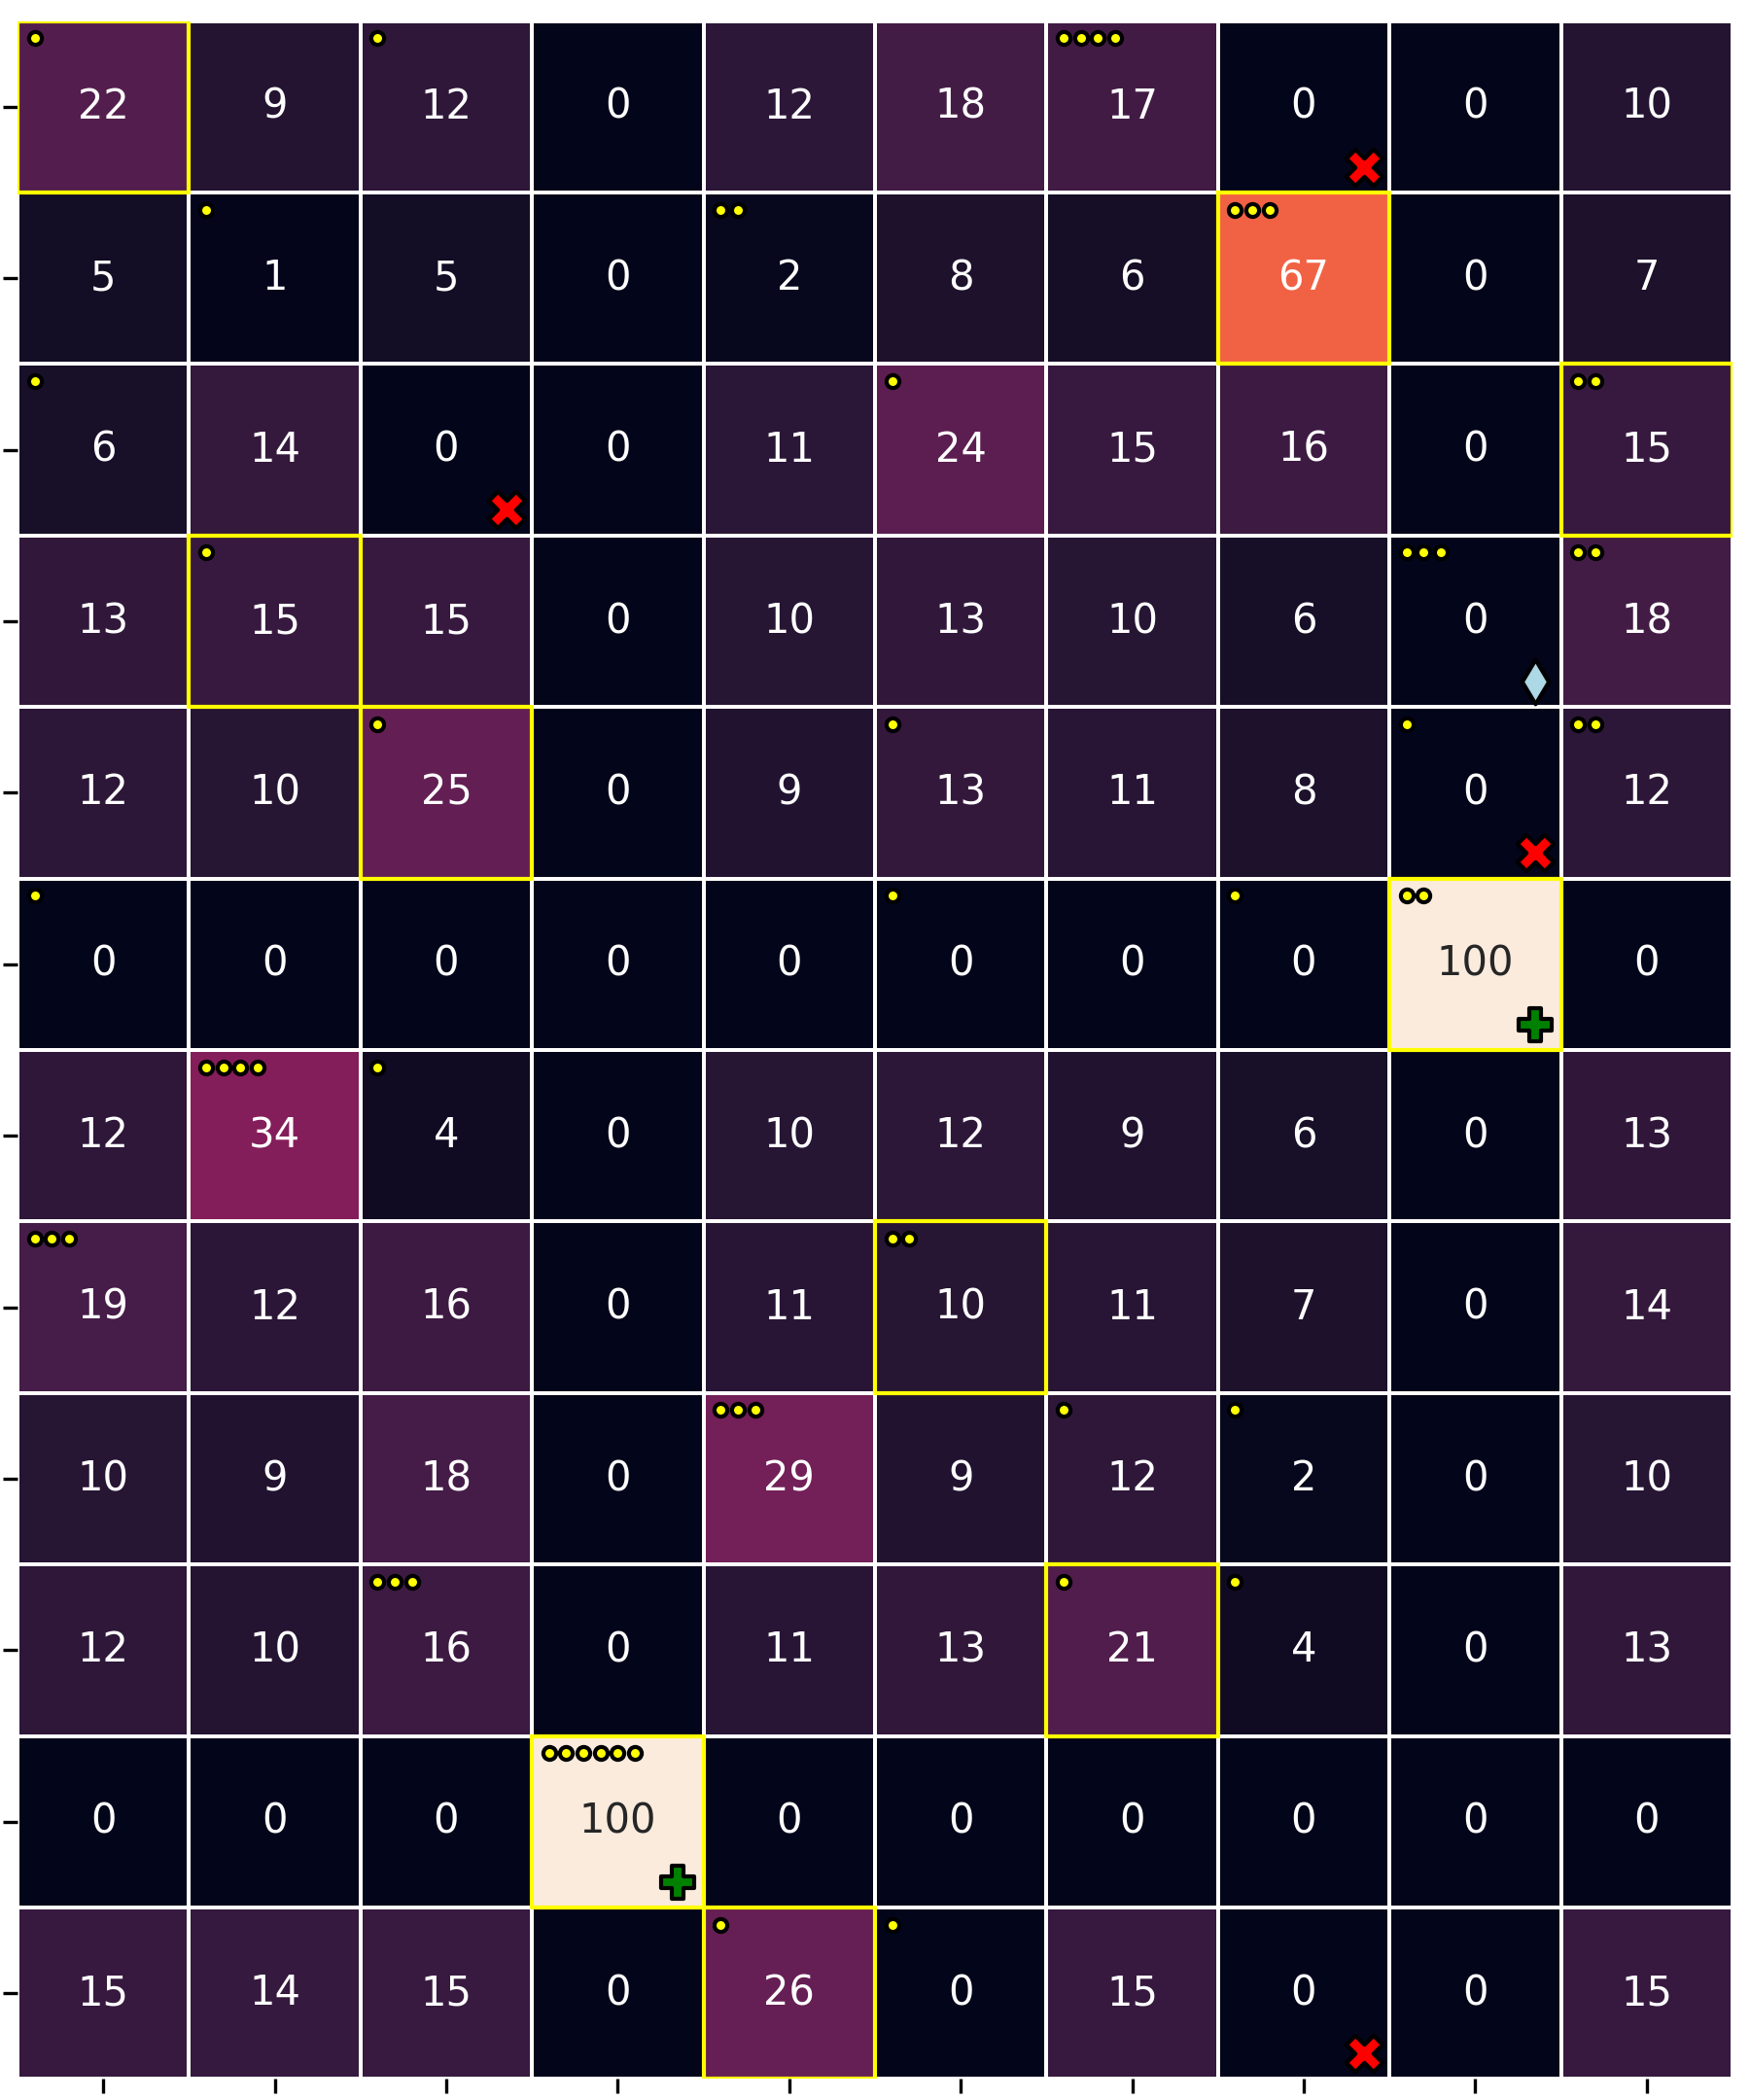 22 9 12 0 12 18 17 0 0 10
5 1 5 0 2 8 6 67 0 7
6 14 0 0 11 24 15 16 0 15
13 15 15 0 10 13 10 6 0 18
12 10 25 0 9 13 11 8 0 12
0 0 0 0 0 0 0 0 100 0
12 34 4 0 10 12 9 6 0 13
19 12 16 0 11 10 11 7 0 14
10 9 18 0 29 9 12 2 0 10
12 10 16 0 11 13 21 4 0 13
0 0 0 100 0 0 0 0 0 0
15 14 15 0 26 0 15 0 0 15